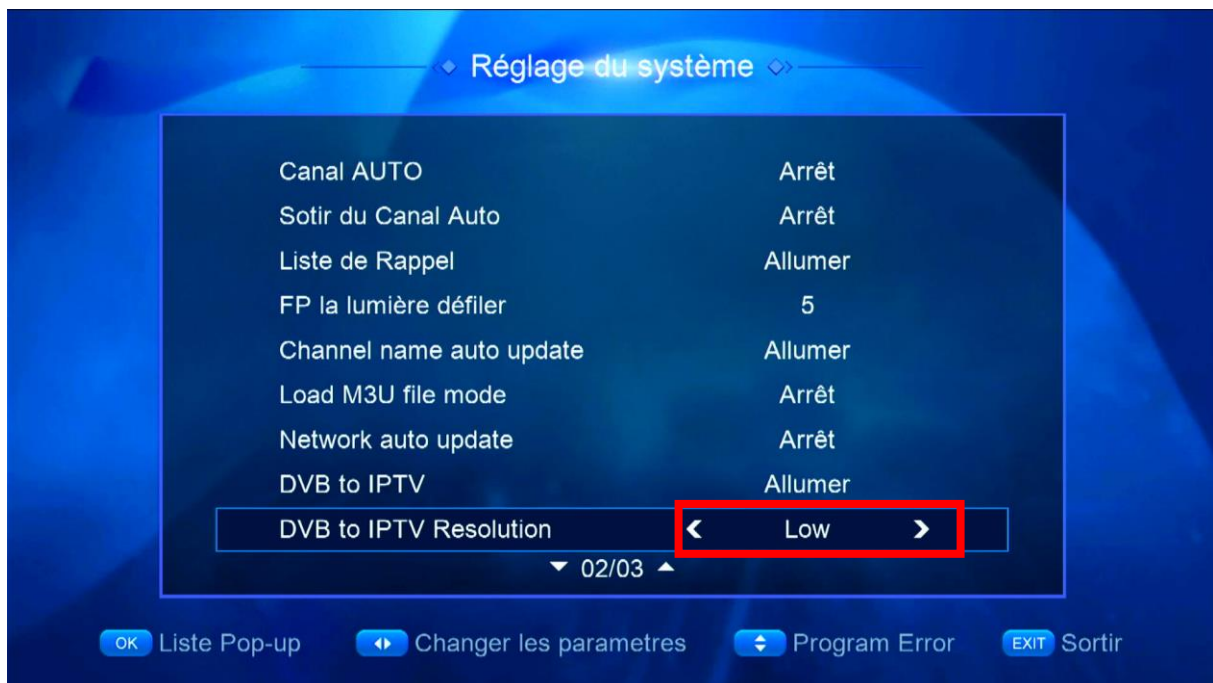 Réglage du système
Canal AUTO Arrêt
Sotir du Canal Auto Arrêt
Liste de Rappel Allumer
FP la lumière défiler 5
Channel name auto update Allumer
Load M3U file mode Arrêt
Network auto update Arrêt
DVB to IPTV Allumer
DVB to IPTV Resolution Low
02/03
OK Liste Pop-up Changer les parametres Program Error EXIT Sortir